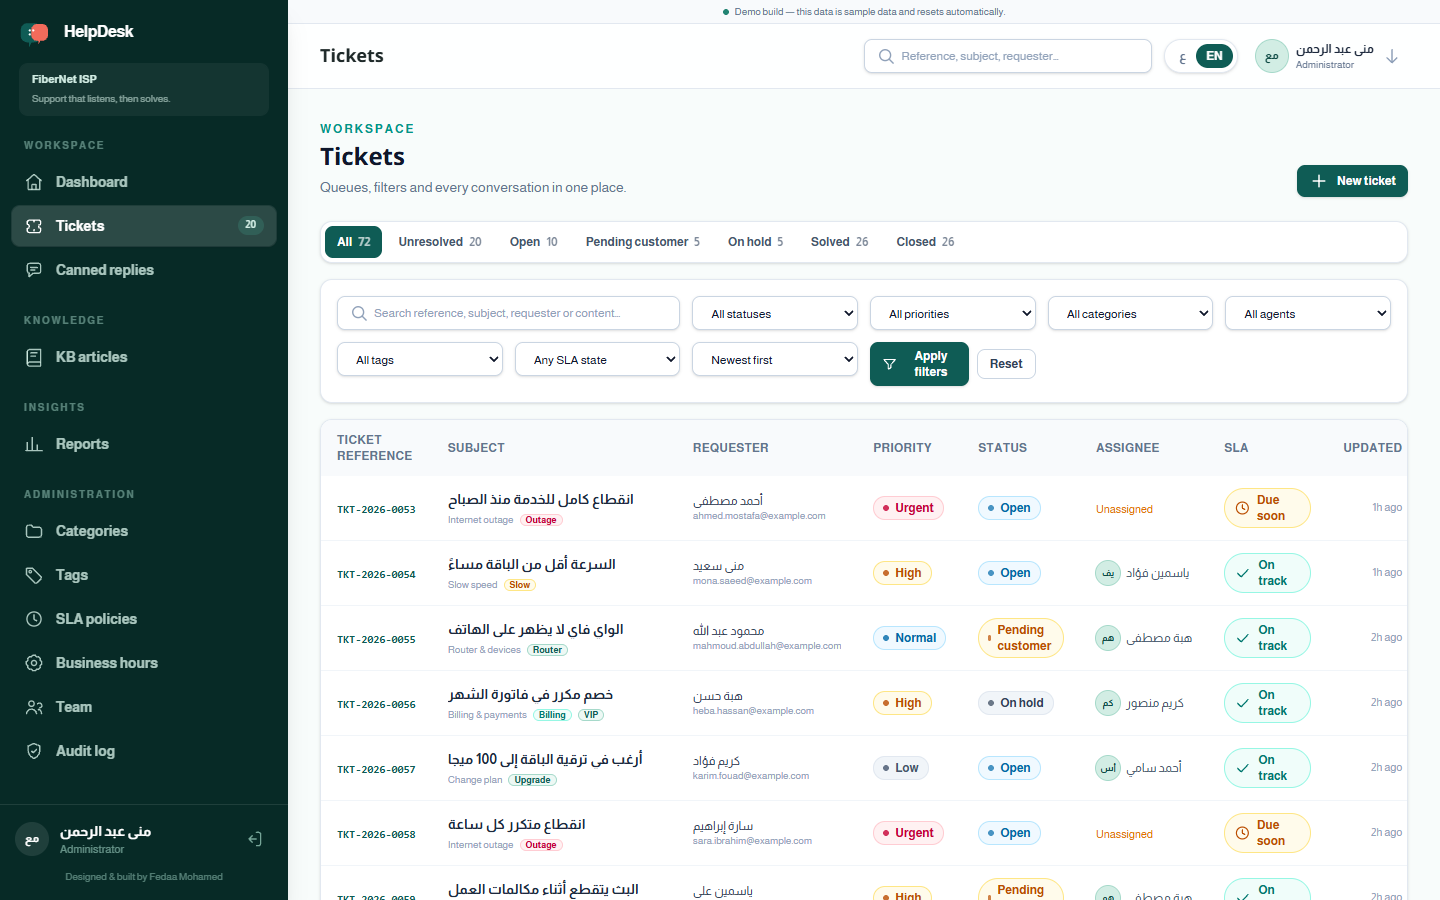 HelpDesk
FiberNet ISP
Support that listens, then solves.
WORKSPACE
Dashboard
Tickets 20
Canned replies
KNOWLEDGE
KB articles
INSIGHTS
Reports
ADMINISTRATION
Categories
Tags
SLA policies
Business hours
Team
Audit log
مع
منى عبد الرحمن
Administrator
Designed & built by Fedaa Mohamed
Demo build — this data is sample data and resets automatically.
Tickets
Reference, subject, requester...
ع EN
مع
منى عبد الرحمن
Administrator
WORKSPACE
Tickets
Queues, filters and every conversation in one place.
New ticket
All 72 Unresolved 20 Open 10 Pending customer 5 On hold 5 Solved 26 Closed 26
Search reference, subject, requester or content... All statuses All priorities All categories All agents
All tags Any SLA state Newest first Apply filters Reset
TICKET REFERENCE SUBJECT REQUESTER PRIORITY STATUS ASSIGNEE SLA UPDATED
TKT-2026-0053 انقطاع كامل للخدمة منذ الصباح أحمد مصطفى Urgent Open Unassigned Due soon 1h ago
Internet outage Outage ahmed.mostafa@example.com
TKT-2026-0054 السرعة أقل من الباقة مساءً منى سعيد High Open يف ياسمين فؤاد On track 1h ago
Slow speed Slow mona.saeed@example.com
TKT-2026-0055 الواي فاي لا يظهر على الهاتف محمود عبد الله Normal Pending customer هم هبة مصطفى On track 2h ago
Router & devices Router mahmoud.abdullah@example.com
TKT-2026-0056 خصم مكرر في فاتورة الشهر هبة حسن High On hold كم كريم منصور On track 2h ago
Billing & payments Billing VIP heba.hassan@example.com
TKT-2026-0057 أرغب في ترقية الباقة إلى 100 ميجا كريم فؤاد Low Open أس أحمد سامي On track 2h ago
Change plan Upgrade karim.fouad@example.com
TKT-2026-0058 انقطاع متكرر كل ساعة سارة إبراهيم Urgent Open Unassigned Due soon 2h ago
Internet outage Outage sara.ibrahim@example.com
TKT-2026-0059 البث يتقطع أثناء مكالمات العمل ياسمين علي High Pending هم هبة مصطفى On 2h ago